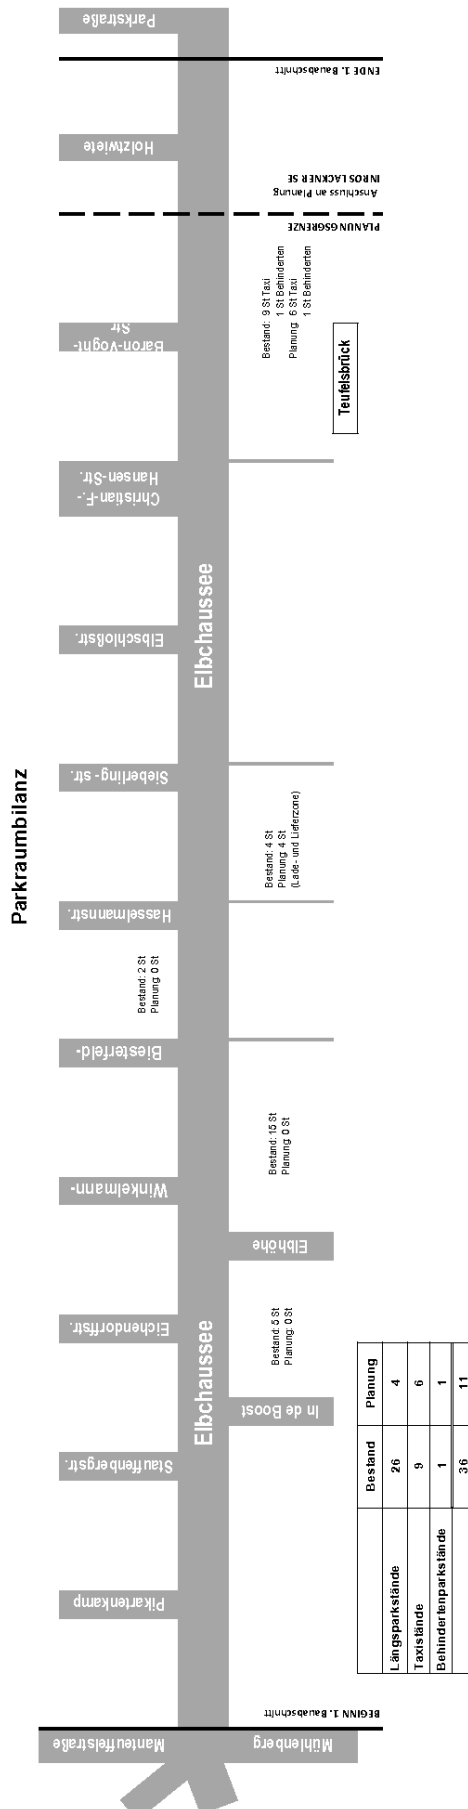 Parkraumbilanz
Parkstraße
ENDE 1. Bauabschnitt
Holztwiete
Anschluss an Planung
INROS LACKNER SE
PLANUNGSGRENZE
Bestand: 9 St Taxi
1 St Behinderten
Planung: 6 St Taxi
1 St Behinderten
Baron-Voght-
Str
Teufelsbrück
Christian-F.-
Hansen-Str.
Elbschloßstr.
Elbchaussee
Sieberling- str.
Bestand: 4 St
Planung: 4 St
(Lade- und Lieferzone)
Hasselmannstr.
Bestand: 2 St
Planung: 0 St
Biesterfeld-
Bestand: 15 St
Planung: 0 St
Winkelmann-
Elbhöhe
Eichendorffstr.
Bestand: 5 St
Planung: 0 St
Elbchaussee
In de Boost
Stauffenbergstr.
Pikartenkamp
BEGINN 1. Bauabschnitt
Manteuffelstraße
Mühlenberg
Bestand Planung
Längsparkstände 26 4
Taxistände 9 6
Behindertenparkstände 1 1
36 11